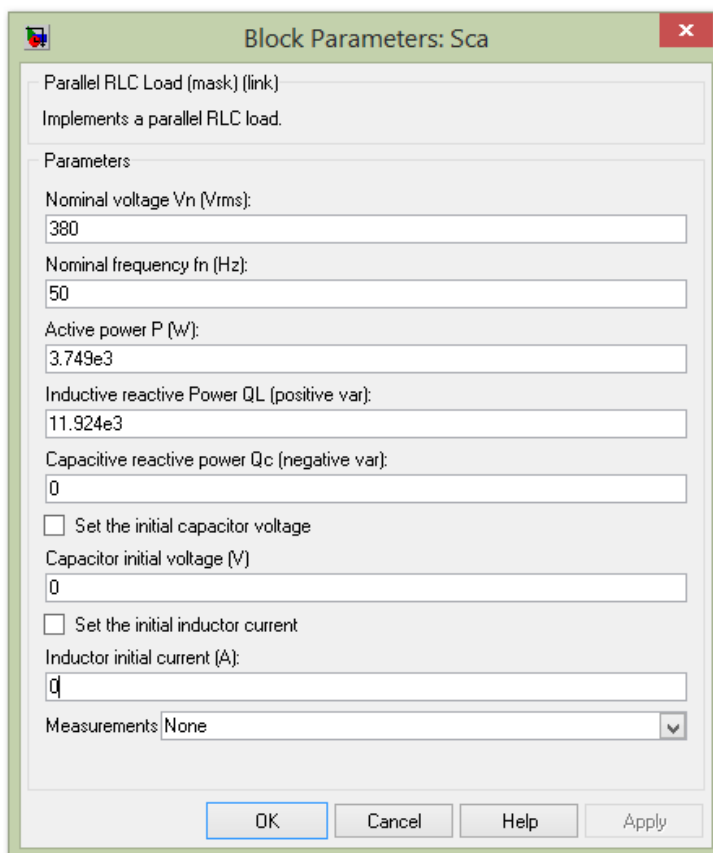 Block Parameters: Sca
Parallel RLC Load (mask) (link)
Implements a parallel RLC load.
Parameters
Nominal voltage Vn (Vrms):
380
Nominal frequency fn (Hz):
50
Active power P (W):
3.749e3
Inductive reactive Power QL (positive var):
11.924e3
Capacitive reactive power Qc (negative var):
0
Set the initial capacitor voltage
Capacitor initial voltage (V)
0
Set the initial inductor current
Inductor initial current (A):
0
Measurements None
OK Cancel Help Apply